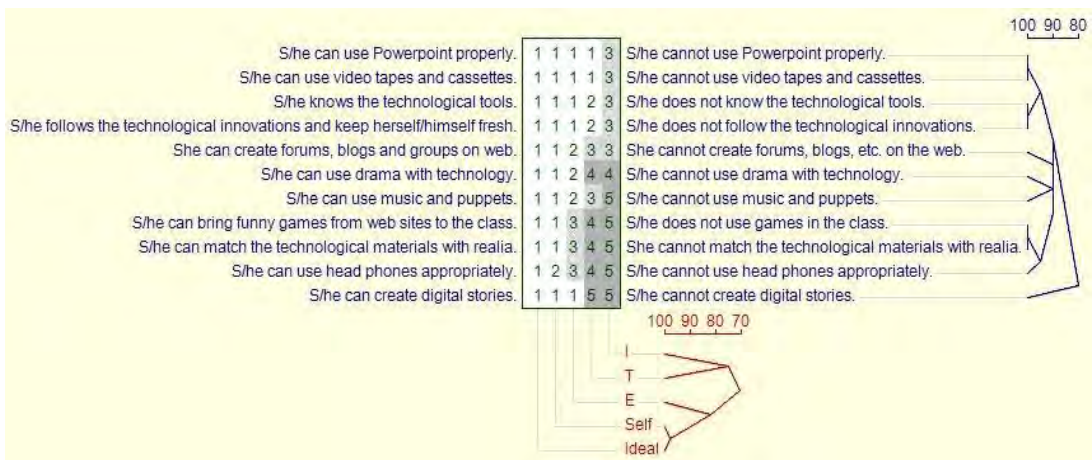 100 90 80
S/he can use Powerpoint properly. 1 1 1 1 3 S/he cannot use Powerpoint properly.
S/he can use video tapes and cassettes. 1 1 1 1 3 S/he cannot use video tapes and cassettes.
S/he knows the technological tools. 1 1 1 2 3 S/he does not know the technological tools.
S/he follows the technological innovations and keep herself/himself fresh. 1 1 1 2 3 S/he does not follow the technological innovations.
She can create forums, blogs and groups on web. 1 1 2 3 3 She cannot create forums, blogs, etc. on the web.
S/he can use drama with technology. 1 1 2 4 4 S/he cannot use drama with technology.
S/he can use music and puppets. 1 1 2 3 5 S/he cannot use music and puppets.
S/he can bring funny games from web sites to the class. 1 1 3 4 5 S/he does not use games in the class.
S/he can match the technological materials with realia. 1 1 3 4 5 She cannot match the technological materials with realia.
S/he can use head phones appropriately. 1 2 3 4 5 S/he cannot use head phones appropriately.
S/he can create digital stories. 1 1 1 5 5 S/he cannot create digital stories.
100 90 80 70
I
T
E
Self
Ideal